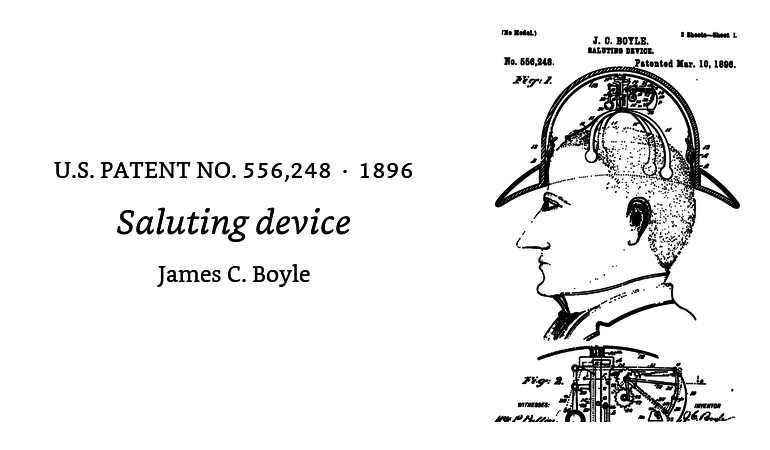 U.S. PATENT NO. 556,248 · 1896
Saluting device
James C. Boyle
(No Model.)
2 Sheets—Sheet 1.
J. C. BOYLE.
SALUTING DEVICE.
No. 556,248.
Patented Mar. 10, 1896.
Fig. 1.
Fig. 2.
WITNESSES:
INVENTOR
J. C. Boyle